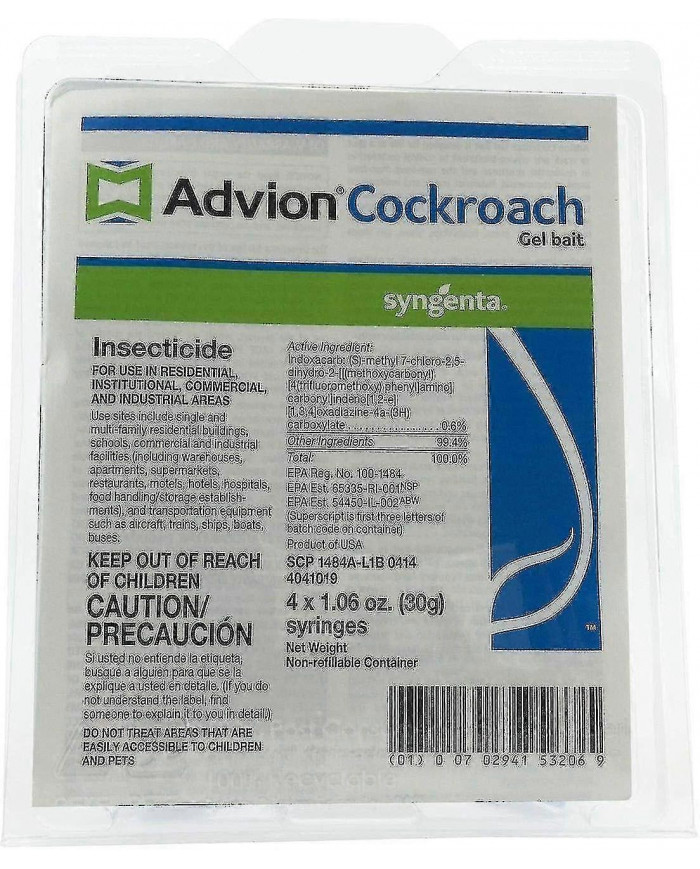 Advion® Cockroach
Gel bait
syngenta®
Insecticide
FOR USE IN RESIDENTIAL,
INSTITUTIONAL, COMMERCIAL,
AND INDUSTRIAL AREAS
Use sites include single and
multi-family residential buildings,
schools, commercial and industrial
facilities (including warehouses,
apartments, supermarkets,
restaurants, motels, hotels, hospitals,
food handling/storage establish-
ments), and transportation equipment
such as aircraft, trains, ships, boats,
buses.
KEEP OUT OF REACH
OF CHILDREN
CAUTION/
PRECAUCIÓN
Si usted no entiende la etiqueta,
busque a alguien para que se la
explique a usted en detalle. (If you do
not understand the label, find
someone to explain it to you in detail.)
DO NOT TREAT AREAS THAT ARE
EASILY ACCESSIBLE TO CHILDREN
AND PETS
Active Ingredient:
Indoxacarb: (S)-methyl 7-chloro-2,5-
dihydro-2-[[(methoxycarbonyl)
[4(trifluoromethoxy) phenyl]amino]
carbonyl]indeno[1,2-e]
[1,3,4]oxadiazine-4a-(3H)
carboxylate 0.6%
Other Ingredients: 99.4%
Total: 100.0%
EPA Reg. No. 100-1484
EPA Est. 65335-RI-001NSP
EPA Est. 54450-IL-002ABW
(Superscript is first three letters of
batch code on container)
Product of USA
SCP 1484A-L1B 0414
4041019
4 x 1.06 oz. (30g)
syringes
Net Weight
Non-refillable Container
TM
(01) 0 07 02941 53206 9